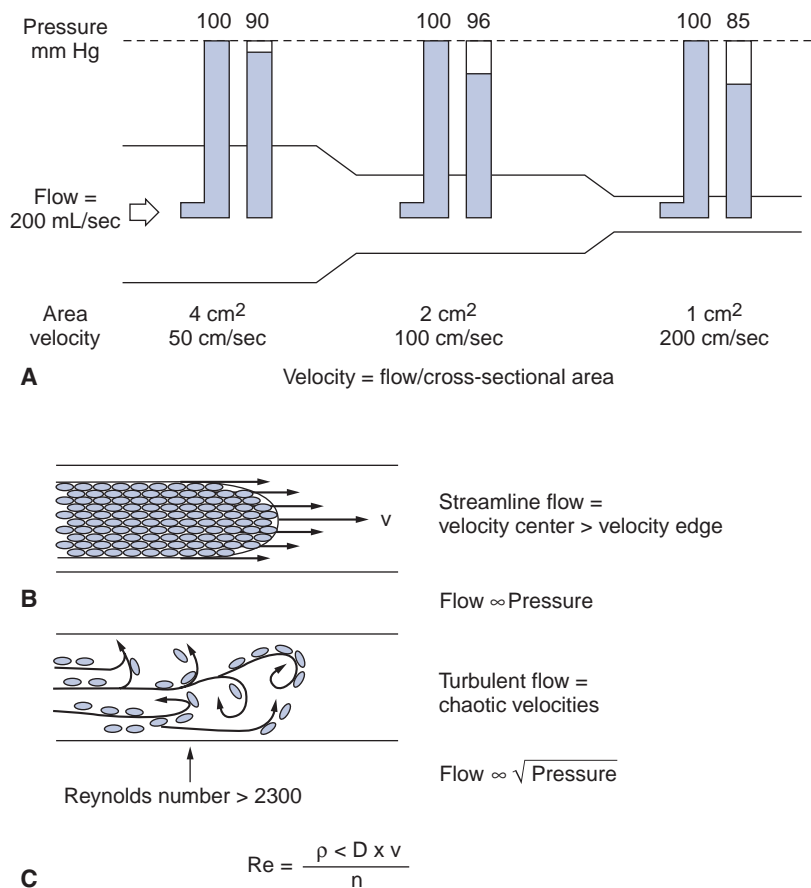 Pressure
mm Hg
100 90
100 96
100 85
Flow =
200 mL/sec
Area
velocity
4 cm2
50 cm/sec
2 cm2
100 cm/sec
1 cm2
200 cm/sec
A
Velocity = flow/cross-sectional area
v
Streamline flow =
velocity center > velocity edge
B
Flow ∞ Pressure
Turbulent flow =
chaotic velocities
Flow ∞ √Pressure
Reynolds number > 2300
C
Re = ρ < D x v
n